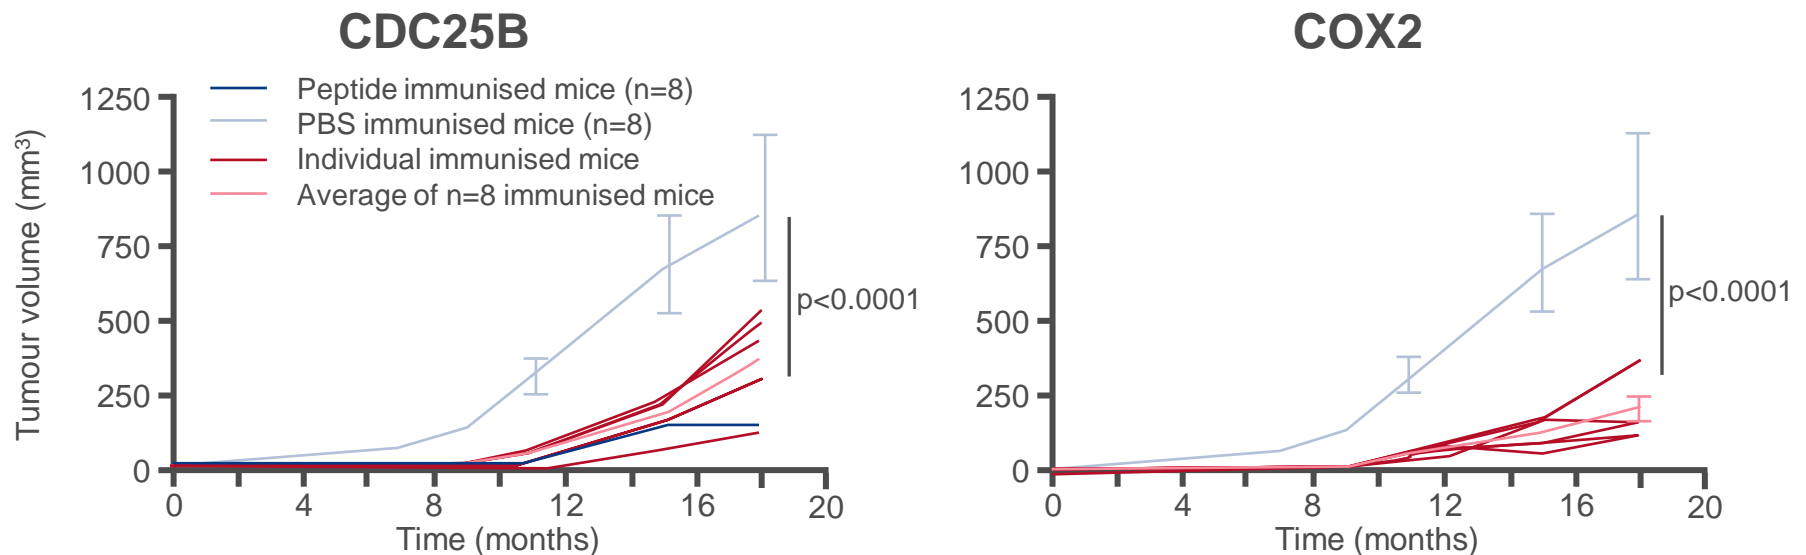 CDC25B
Peptide immunised mice (n=8)
PBS immunised mice (n=8)
Individual immunised mice
Average of n=8 immunised mice
Tumour volume (mm³)
1250
1000
750
500
250
0
p<0.0001
0 4 8 12 16 20
Time (months)
COX2
1250
1000
750
500
250
0
p<0.0001
0 4 8 12 16 20
Time (months)